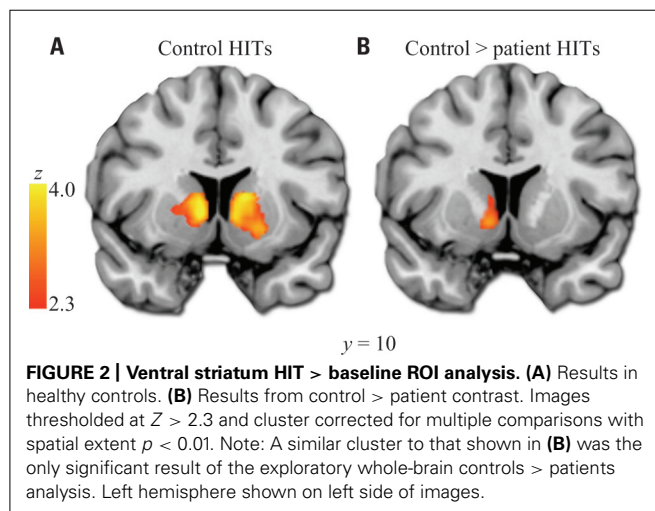 A Control HITs
B Control > patient HITs
z
4.0
2.3
y = 10
FIGURE 2 | Ventral striatum HIT > baseline ROI analysis. (A) Results in
healthy controls. (B) Results from control > patient contrast. Images
thresholded at Z > 2.3 and cluster corrected for multiple comparisons with
spatial extent p < 0.01. Note: A similar cluster to that shown in (B) was the
only significant result of the exploratory whole-brain controls > patients
analysis. Left hemisphere shown on left side of images.